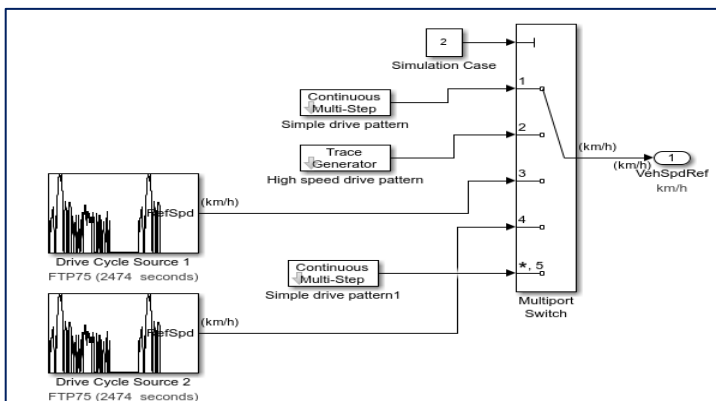 2
Simulation Case
Continuous
Multi-Step
Simple drive pattern
1
Trace
Generator
High speed drive pattern
2
(km/h)
(km/h)
1
VehSpdRef
km/h
3
RefSpd
(km/h)
Drive Cycle Source 1
FTP75 (2474 seconds)
4
Continuous
Multi-Step
Simple drive pattern1
*, 5
Multiport
Switch
RefSpd
(km/h)
Drive Cycle Source 2
FTP75 (2474 seconds)